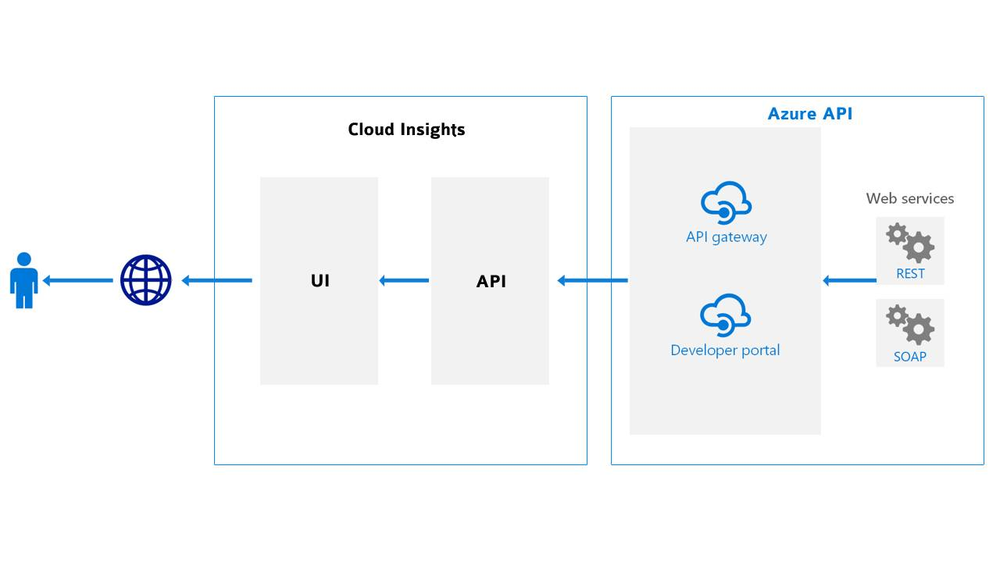 Cloud Insights
UI
API
Azure API
API gateway
Developer portal
Web services
REST
SOAP